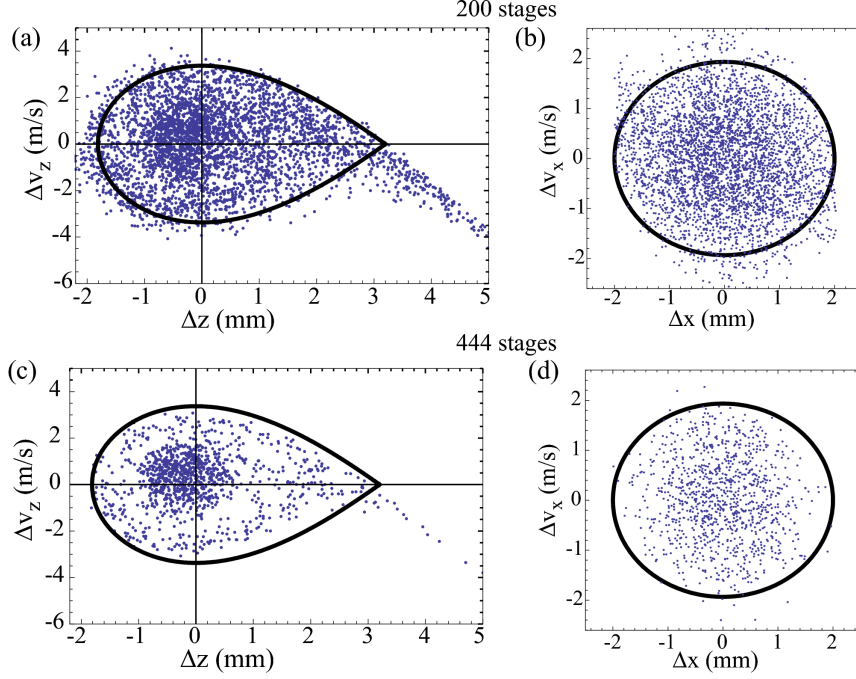 200 stages
(a)
4
2
0
-2
-4
-6
Δv_z (m/s)
-2 -1 0 1 2 3 4 5
Δz (mm)
(b)
2
1
0
-1
-2
Δv_x (m/s)
-2 -1 0 1 2
Δx (mm)
444 stages
(c)
4
2
0
-2
-4
-6
Δv_z (m/s)
-2 -1 0 1 2 3 4 5
Δz (mm)
(d)
2
1
0
-1
-2
Δv_x (m/s)
-2 -1 0 1 2
Δx (mm)